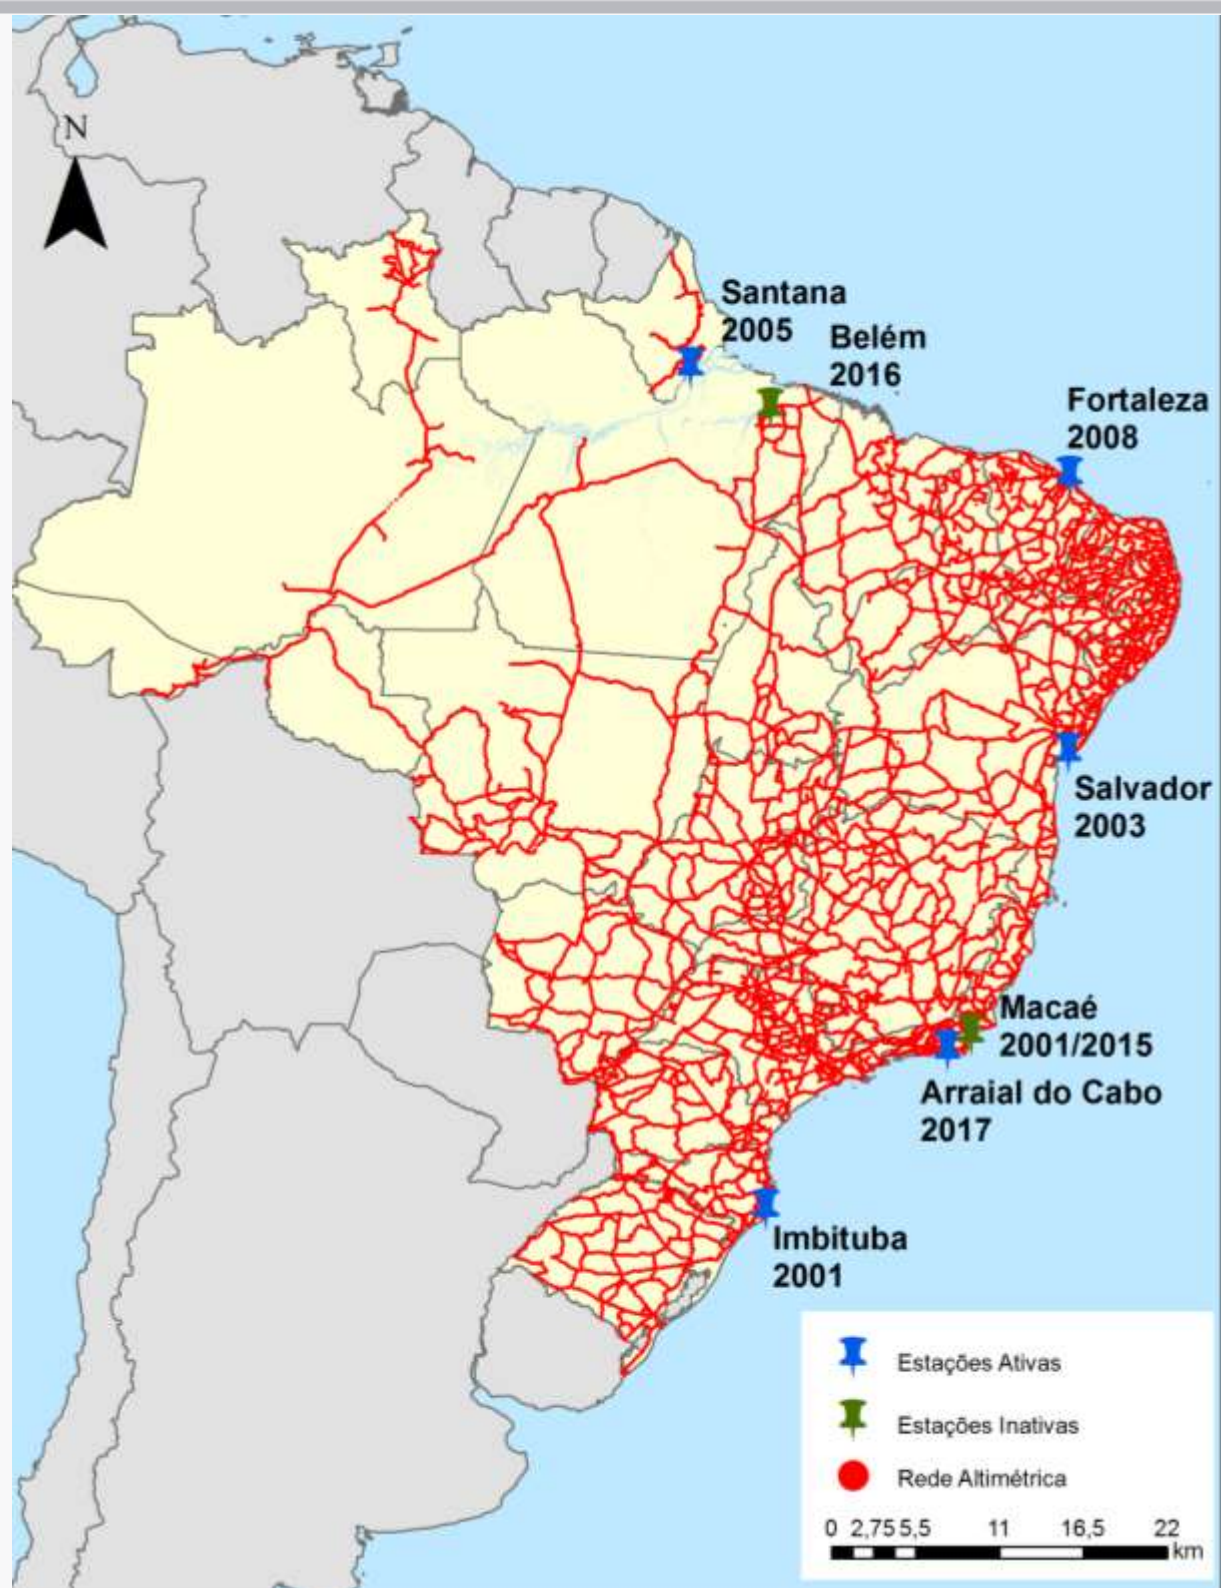 N
Santana
2005
Belém
2016
Fortaleza
2008
Salvador
2003
Macaé
2001/2015
Arraial do Cabo
2017
Imbituba
2001
Estações Ativas
Estações Inativas
Rede Altimétrica
0 2,75 5,5 11 16,5 22
km